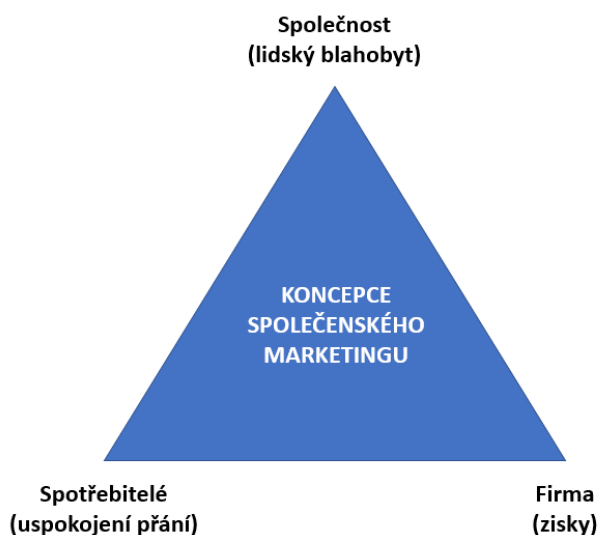 Společnost
(lidský blahobyt)
KONCEPCE
SPOLEČENSKÉHO
MARKETINGU
Spotřebitelé
(uspokojení přání)
Firma
(zisky)